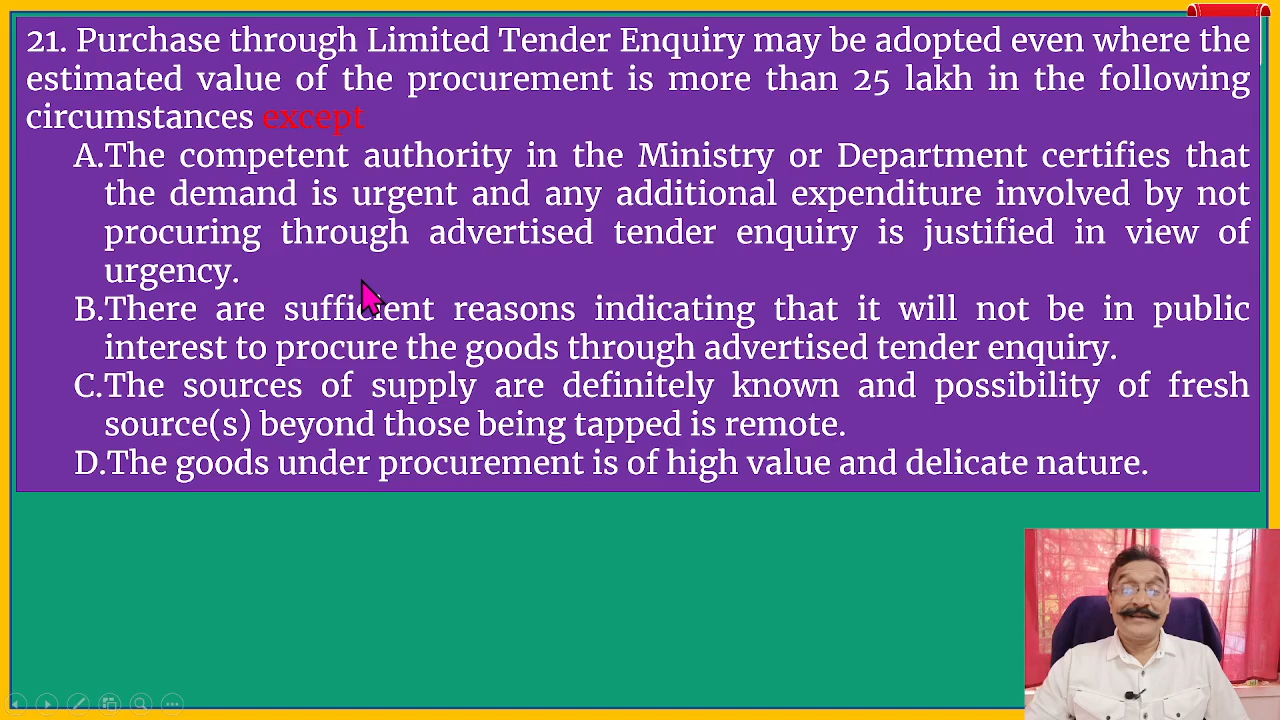 21. Purchase through Limited Tender Enquiry may be adopted even where the
estimated value of the procurement is more than 25 lakh in the following
circumstances except
A.The competent authority in the Ministry or Department certifies that
the demand is urgent and any additional expenditure involved by not
procuring through advertised tender enquiry is justified in view of
urgency.
B.There are sufficient reasons indicating that it will not be in public
interest to procure the goods through advertised tender enquiry.
C.The sources of supply are definitely known and possibility of fresh
source(s) beyond those being tapped is remote.
D.The goods under procurement is of high value and delicate nature.